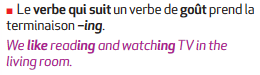 ▪ Le verbe qui suit un verbe de goût prend la
terminaison –ing.
We like reading and watching TV in the
living room.